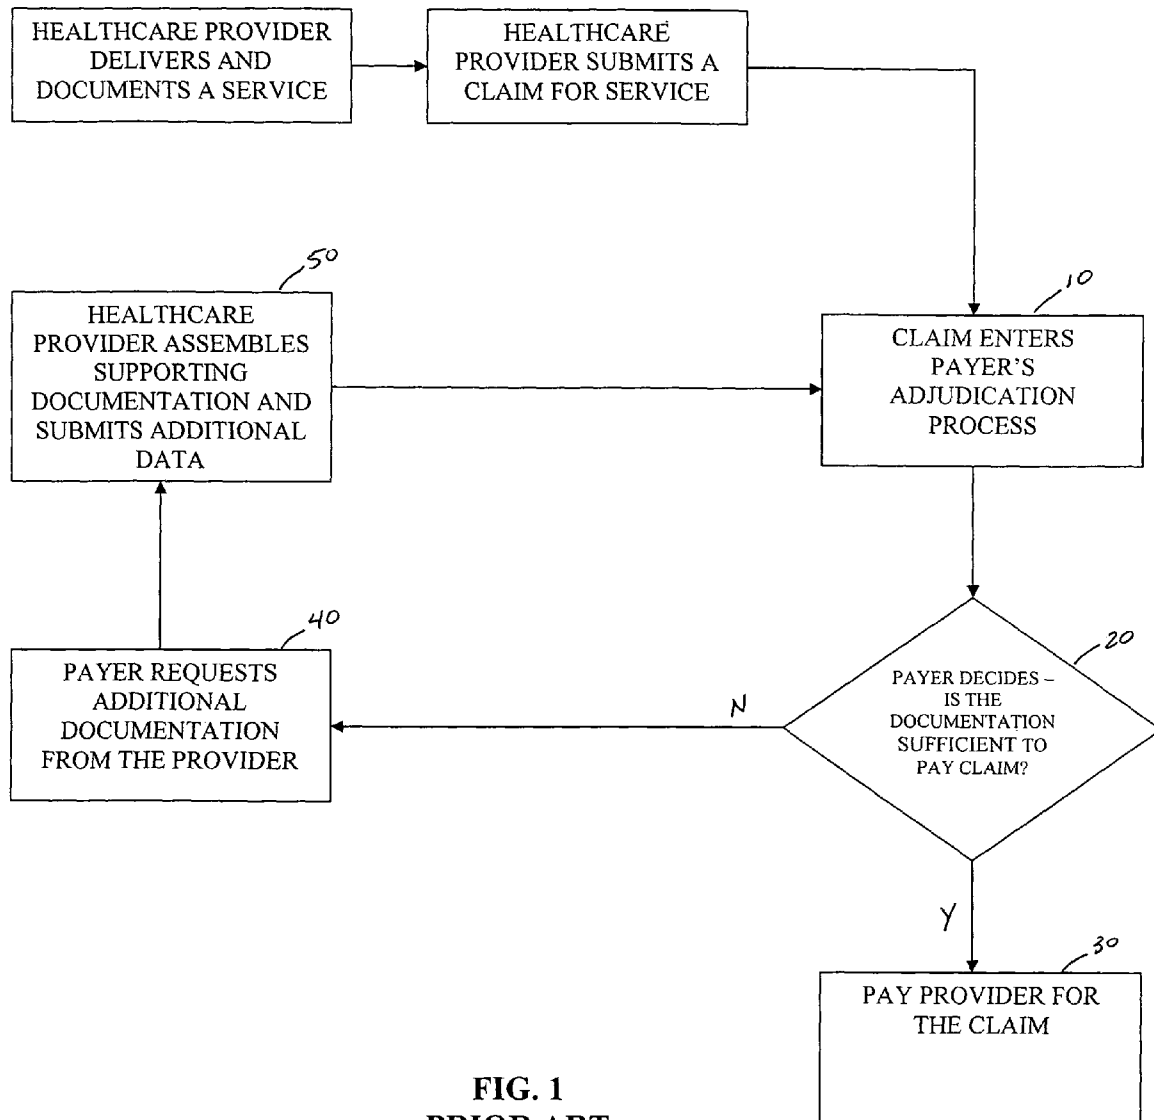 HEALTHCARE PROVIDER
DELIVERS AND
DOCUMENTS A SERVICE
HEALTHCARE
PROVIDER SUBMITS A
CLAIM FOR SERVICE
50
HEALTHCARE
PROVIDER ASSEMBLES
SUPPORTING
DOCUMENTATION AND
SUBMITS ADDITIONAL
DATA
10
CLAIM ENTERS
PAYER'S
ADJUDICATION
PROCESS
40
PAYER REQUESTS
ADDITIONAL
DOCUMENTATION
FROM THE PROVIDER
N
20
PAYER DECIDES –
IS THE
DOCUMENTATION
SUFFICIENT TO
PAY CLAIM?
Y
30
PAY PROVIDER FOR
THE CLAIM
FIG. 1
PRIOR ART